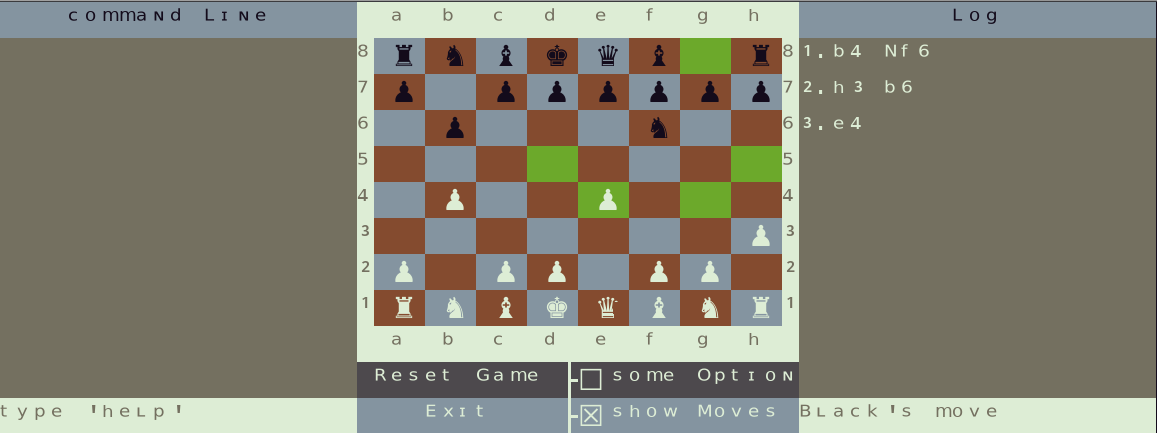 command Line
a b c d e f g h
Log
8 8
1. b4 Nf6
7 7
2. h3 b6
6 6
3. e4
5 5
4 4
3 3
2 2
1 1
a b c d e f g h
Reset Game
some Option
type 'help'
Exit
show Moves
Black's move